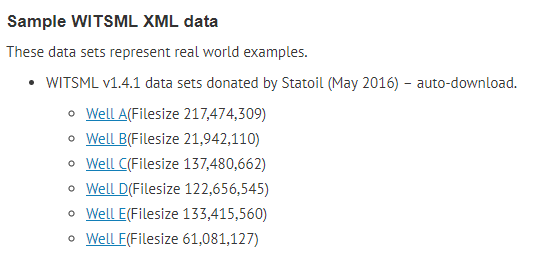 Sample WITSML XML data
These data sets represent real world examples.
• WITSML v1.4.1 data sets donated by Statoil (May 2016) – auto-download.
◦ Well A(Filesize 217,474,309)
◦ Well B(Filesize 21,942,110)
◦ Well C(Filesize 137,480,662)
◦ Well D(Filesize 122,656,545)
◦ Well E(Filesize 133,415,560)
◦ Well F(Filesize 61,081,127)